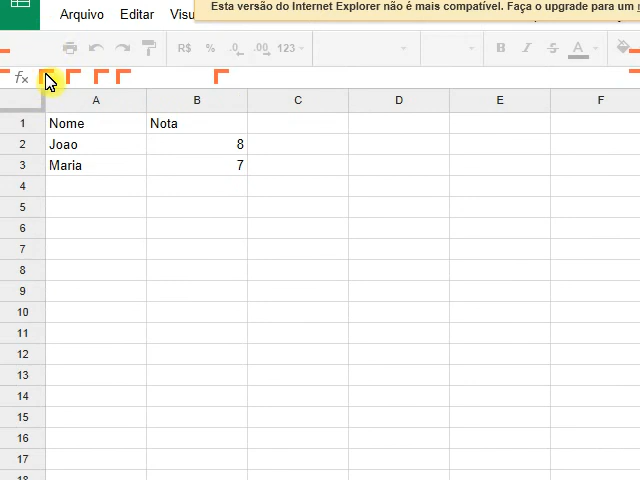 Esta versão do Internet Explorer não é mais compatível. Faça o upgrade para um
Arquivo Editar Visu
R$ % .0 .00 123 B I S A
fx
A B C D E F
1 Nome Nota
2 Joao 8
3 Maria 7
4
5
6
7
8
9
10
11
12
13
14
15
16
17
18